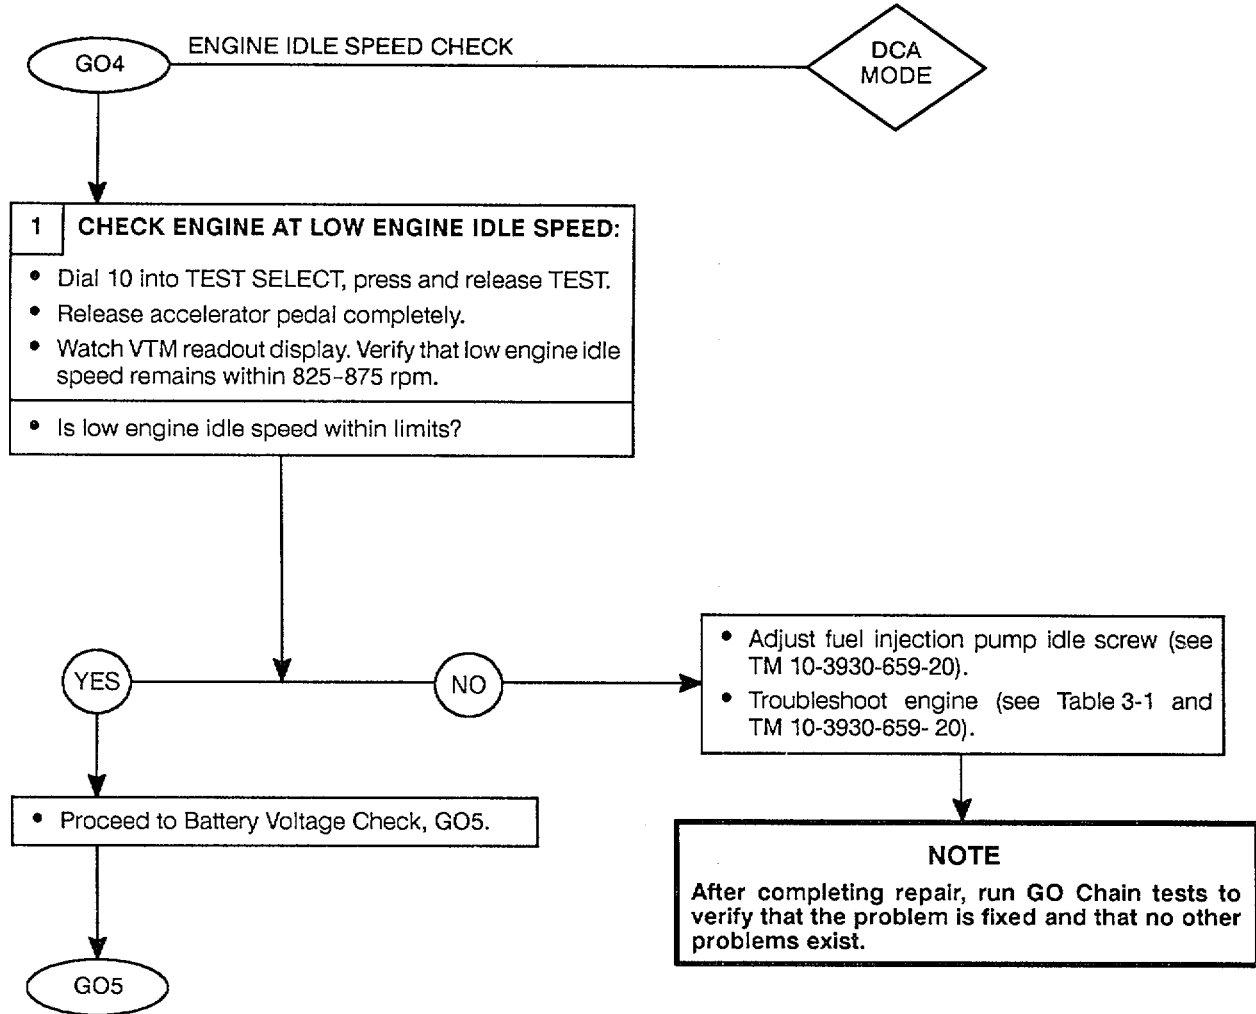 GO4
ENGINE IDLE SPEED CHECK
DCA
MODE
1 CHECK ENGINE AT LOW ENGINE IDLE SPEED:
• Dial 10 into TEST SELECT, press and release TEST.
• Release accelerator pedal completely.
• Watch VTM readout display. Verify that low engine idle
speed remains within 825-875 rpm.
• Is low engine idle speed within limits?
YES
NO
• Adjust fuel injection pump idle screw (see
TM 10-3930-659-20).
• Troubleshoot engine (see Table 3-1 and
TM 10-3930-659- 20).
• Proceed to Battery Voltage Check, GO5.
NOTE
After completing repair, run GO Chain tests to
verify that the problem is fixed and that no other
problems exist.
GO5